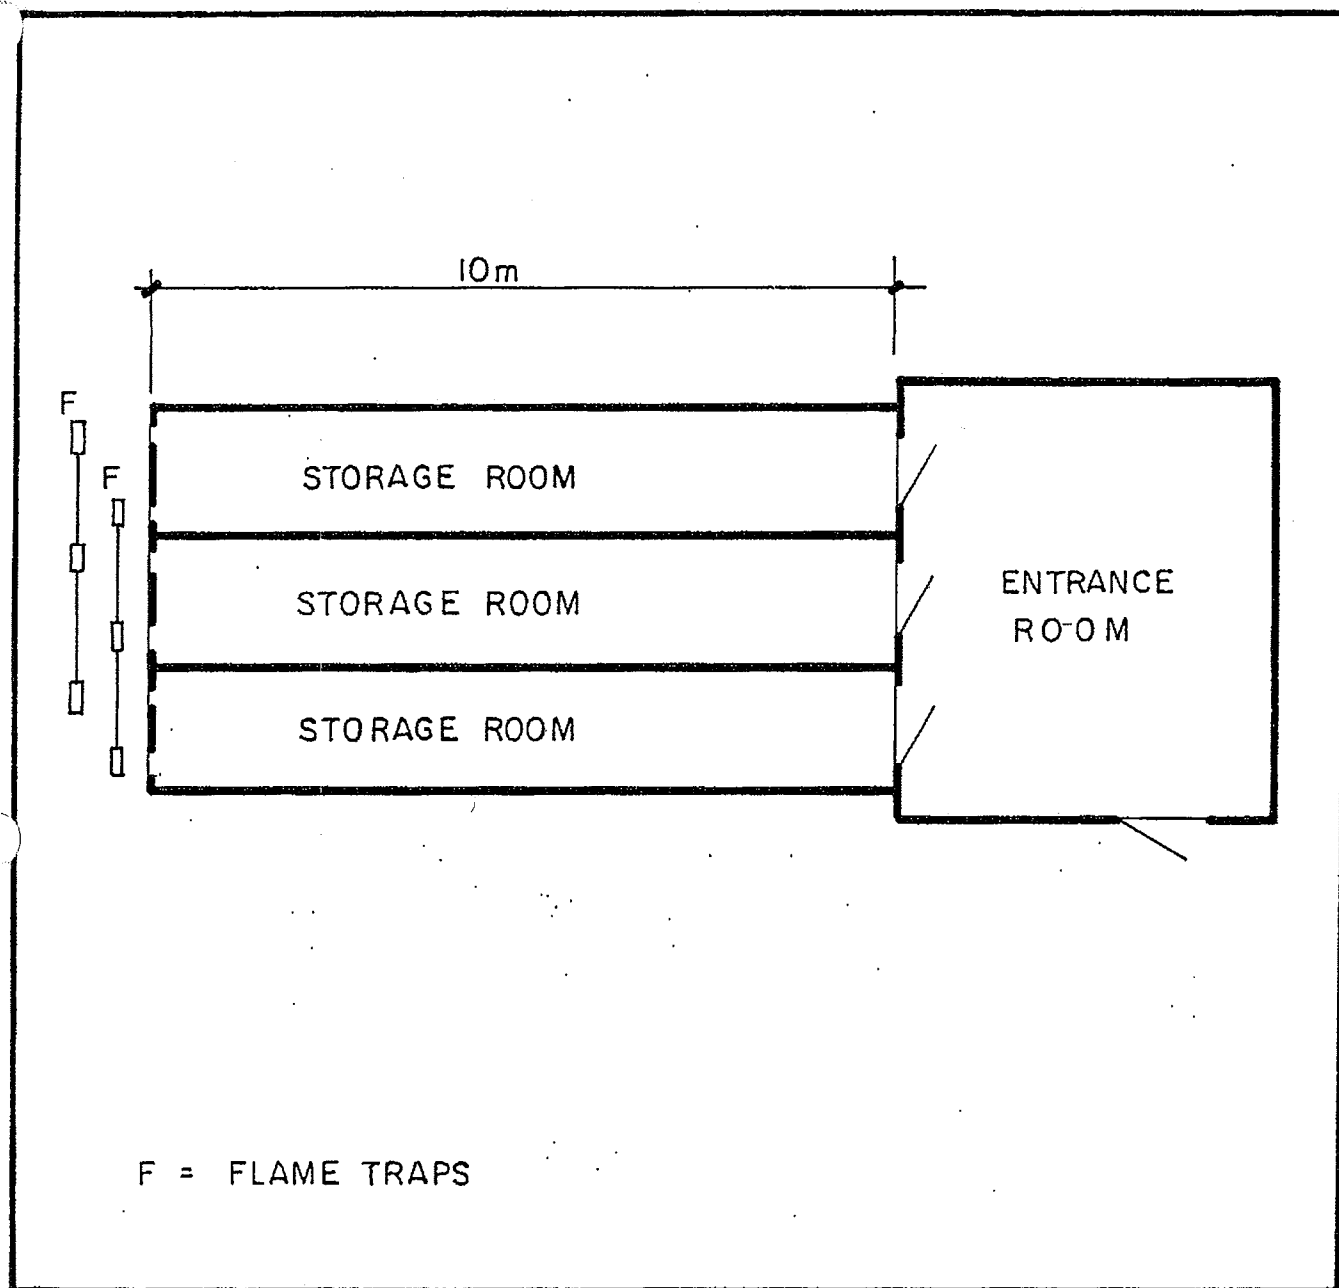 10m
F
F
STORAGE ROOM
STORAGE ROOM
STORAGE ROOM
ENTRANCE
ROOM
F = FLAME TRAPS